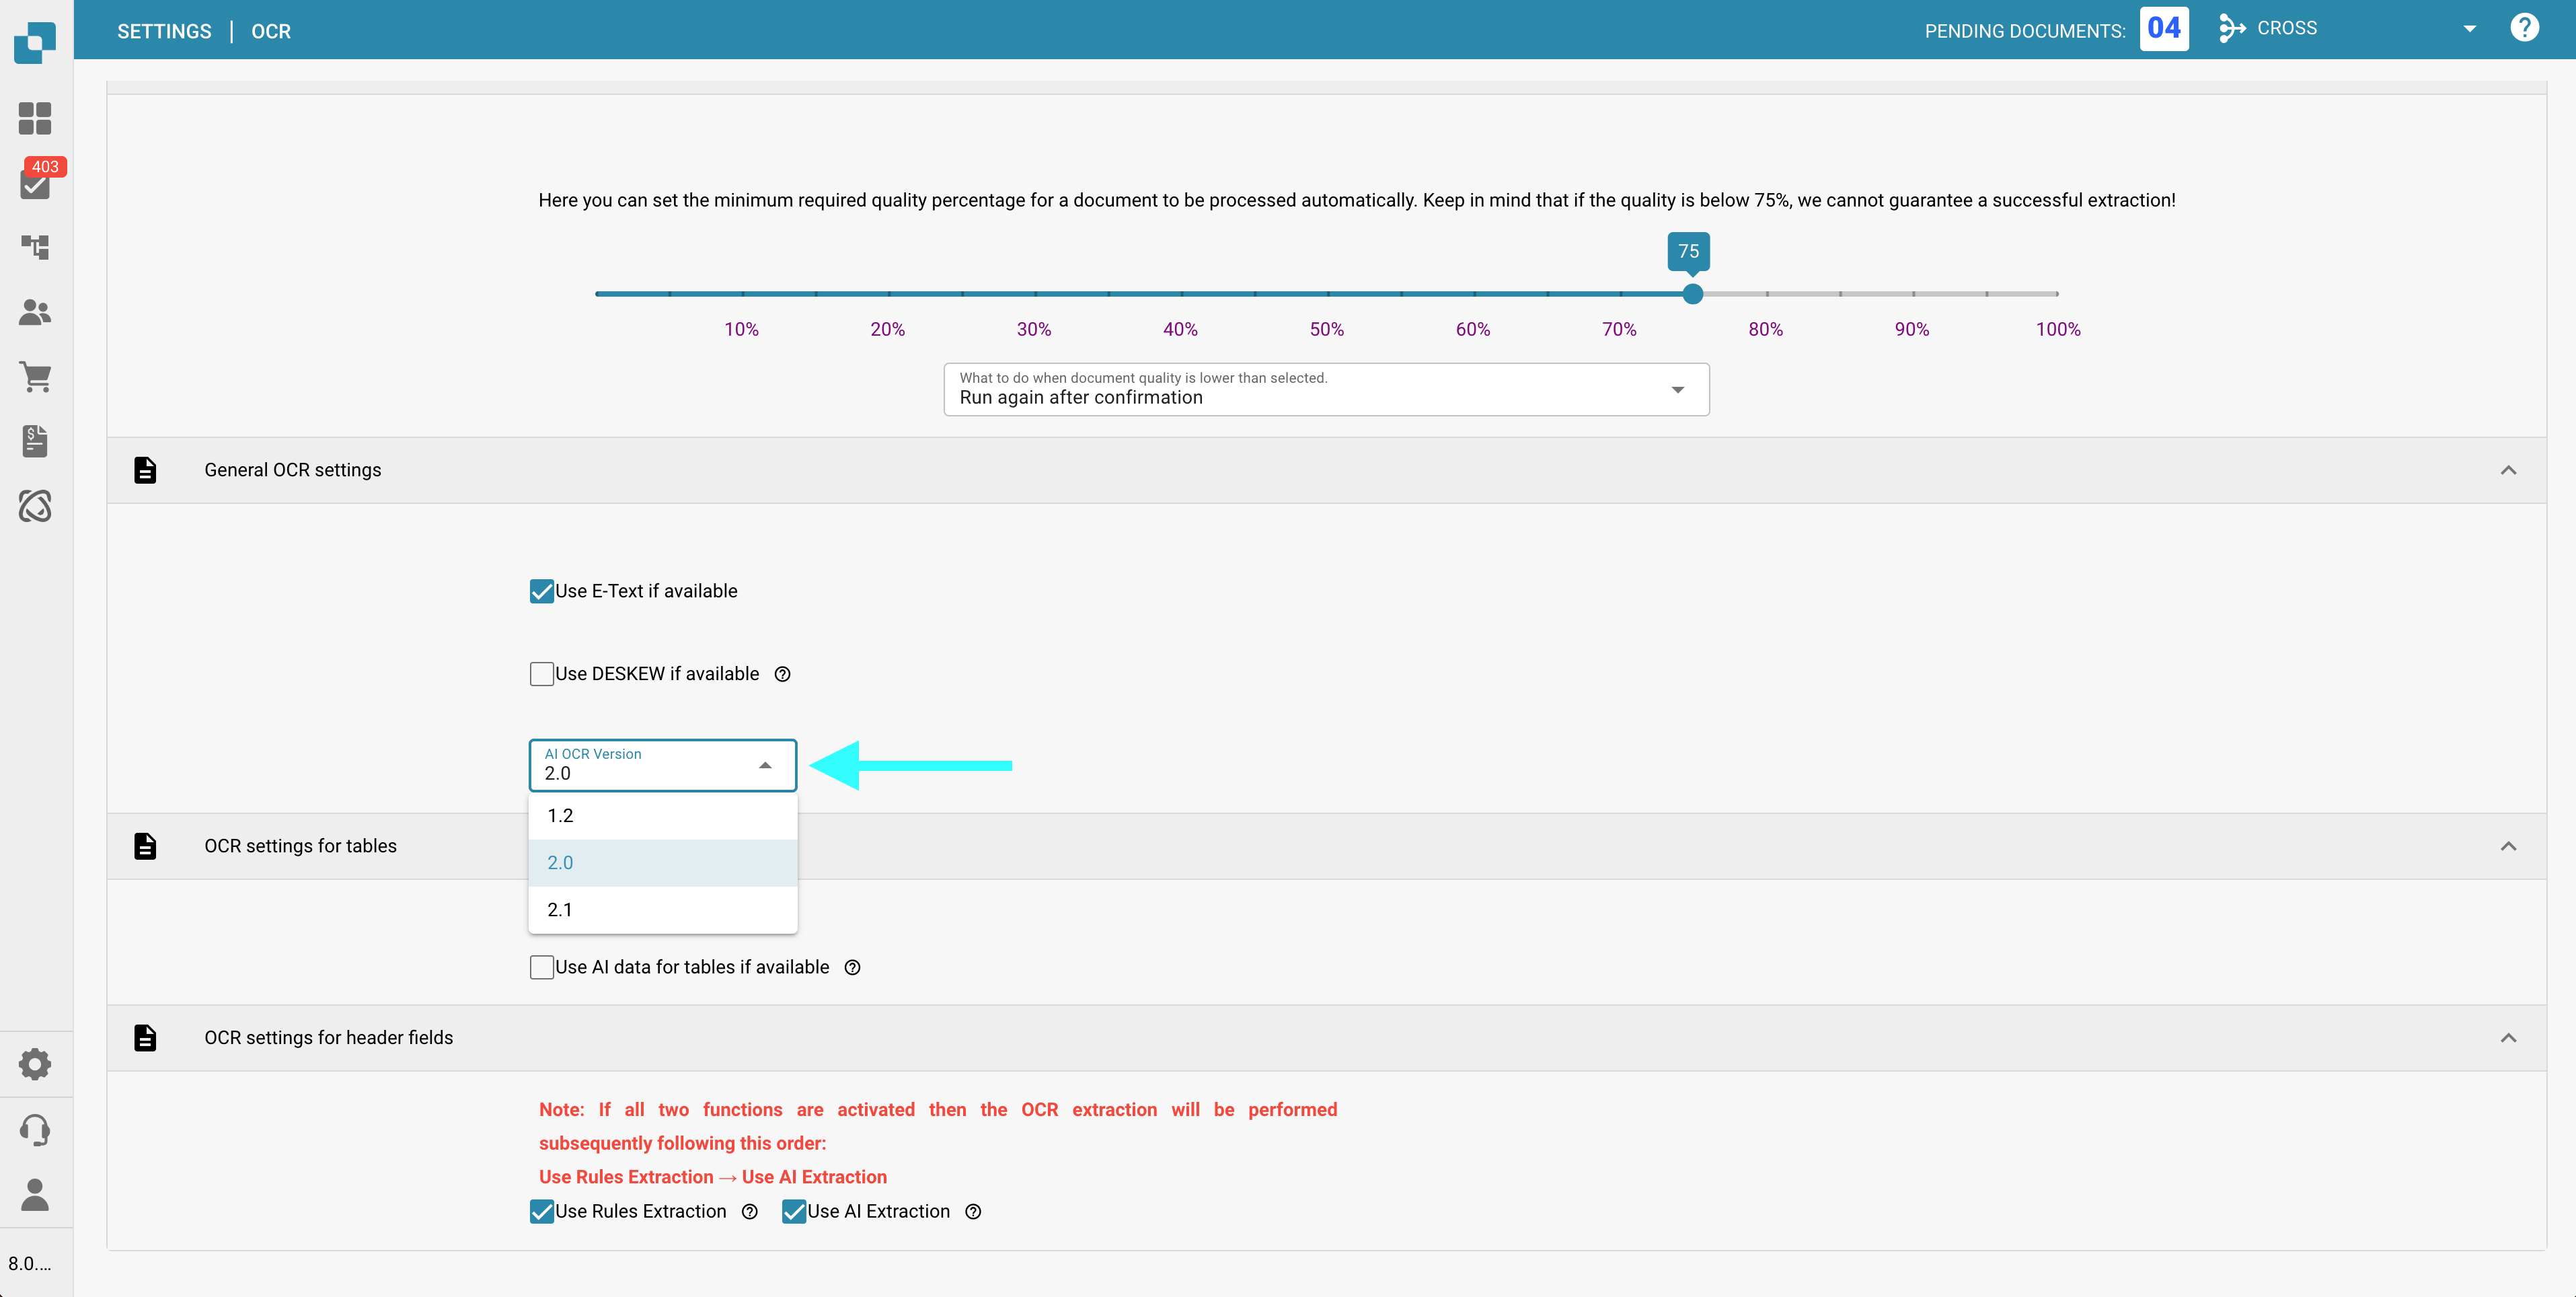 SETTINGS | OCR
PENDING DOCUMENTS: 04
CROSS
403
Here you can set the minimum required quality percentage for a document to be processed automatically. Keep in mind that if the quality is below 75%, we cannot guarantee a successful extraction!
75
10% 20% 30% 40% 50% 60% 70% 80% 90% 100%
What to do when document quality is lower than selected.
Run again after confirmation
General OCR settings
Use E-Text if available
Use DESKEW if available
AI OCR Version
2.0
1.2
2.0
2.1
OCR settings for tables
Use AI data for tables if available
OCR settings for header fields
Note: If all two functions are activated then the OCR extraction will be performed
subsequently following this order:
Use Rules Extraction → Use AI Extraction
Use Rules Extraction Use AI Extraction
8.0....